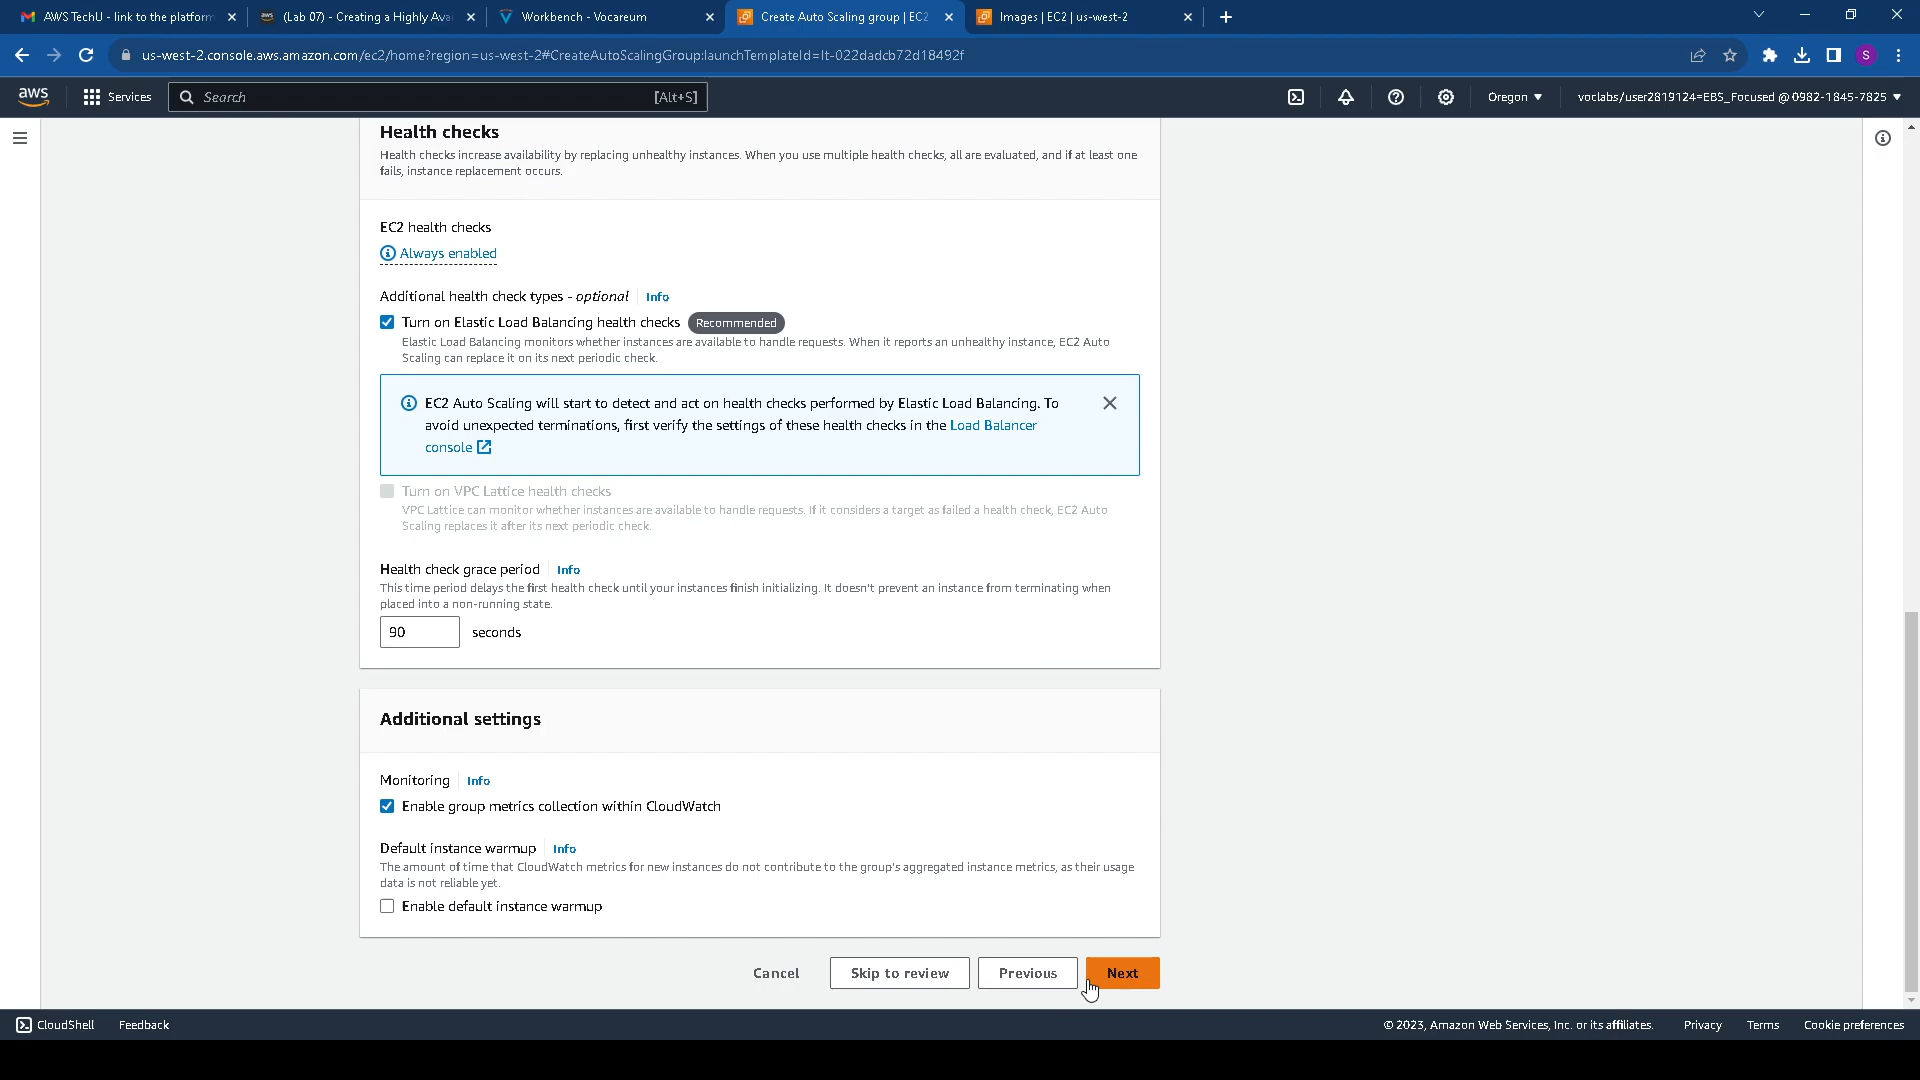 AWS TechU - link to the platform
(Lab 07) - Creating a Highly Ava
Workbench - Vocareum
Create Auto Scaling group | EC2
Images | EC2 | us-west-2
us-west-2.console.aws.amazon.com/ec2/home?region=us-west-2#CreateAutoScalingGroup:launchTemplateId=lt-022dadcb72d18492f
S
aws
Services
Search
[Alt+S]
Oregon
voclabs/user2819124=EBS_Focused @ 0982-1845-7825
Health checks
Health checks increase availability by replacing unhealthy instances. When you use multiple health checks, all are evaluated, and if at least one
fails, instance replacement occurs.
EC2 health checks
Always enabled
Additional health check types - optional Info
Turn on Elastic Load Balancing health checks Recommended
Elastic Load Balancing monitors whether instances are available to handle requests. When it reports an unhealthy instance, EC2 Auto
Scaling can replace it on its next periodic check.
EC2 Auto Scaling will start to detect and act on health checks performed by Elastic Load Balancing. To
avoid unexpected terminations, first verify the settings of these health checks in the Load Balancer
console
Turn on VPC Lattice health checks
VPC Lattice can monitor whether instances are available to handle requests. If it considers a target as failed a health check, EC2 Auto
Scaling replaces it after its next periodic check.
Health check grace period Info
This time period delays the first health check until your instances finish initializing. It doesn't prevent an instance from terminating when
placed into a non-running state.
90 seconds
Additional settings
Monitoring Info
Enable group metrics collection within CloudWatch
Default instance warmup Info
The amount of time that CloudWatch metrics for new instances do not contribute to the group's aggregated instance metrics, as their usage
data is not reliable yet.
Enable default instance warmup
Cancel
Skip to review
Previous
Next
CloudShell
Feedback
© 2023, Amazon Web Services, Inc. or its affiliates.
Privacy
Terms
Cookie preferences